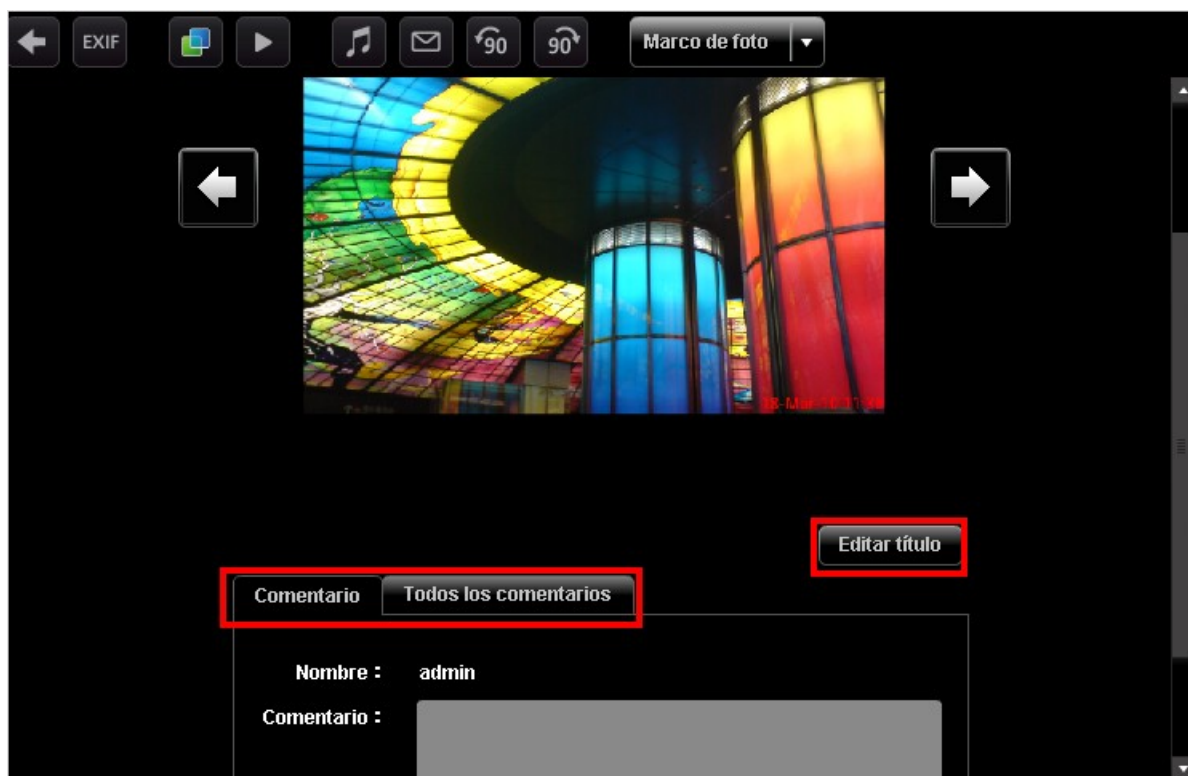 EXIF
90
90
Marco de foto
Editar título
Comentario
Todos los comentarios
Nombre :
admin
Comentario :